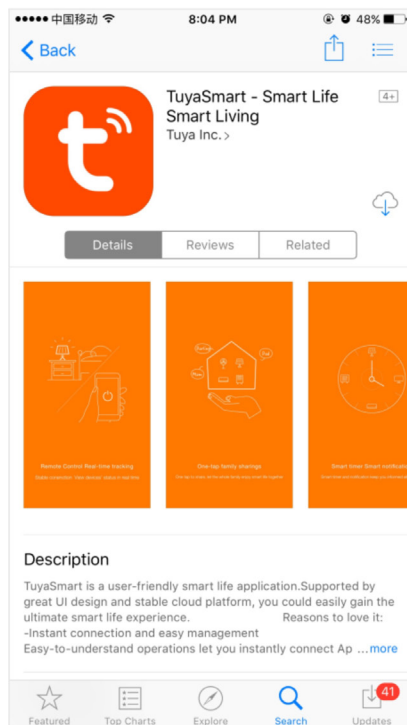 中国移动 8:04 PM 48%
Back
TuyaSmart - Smart Life
Smart Living
4+
Tuya Inc. >
Details Reviews Related
Remote Control Real-time tracking
One-tap family sharings
Smart timer Smart notificatio
Description
TuyaSmart is a user-friendly smart life application.Supported by
great UI design and stable cloud platform, you could easily gain the
ultimate smart life experience. Reasons to love it:
-Instant connection and easy management
Easy-to-understand operations let you instantly connect Ap ...more
41
Featured Top Charts Explore Search Updates